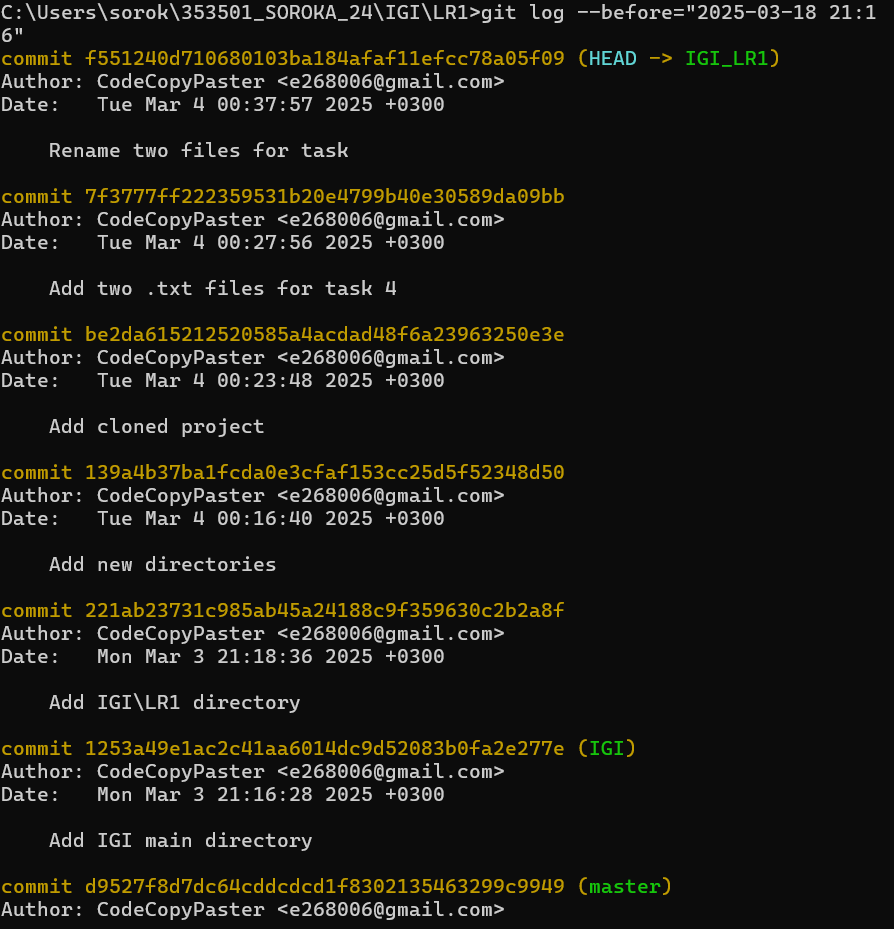 C:\Users\sorok\353501_SOROKA_24\IGI\LR1>git log --before="2025-03-18 21:1
6"
commit f551240d710680103ba184afaf11efcc78a05f09 (HEAD -> IGI_LR1)
Author: CodeCopyPaster <e268006@gmail.com>
Date:   Tue Mar 4 00:37:57 2025 +0300
    Rename two files for task
commit 7f3777ff222359531b20e4799b40e30589da09bb
Author: CodeCopyPaster <e268006@gmail.com>
Date:   Tue Mar 4 00:27:56 2025 +0300
    Add two .txt files for task 4
commit be2da615212520585a4acdad48f6a23963250e3e
Author: CodeCopyPaster <e268006@gmail.com>
Date:   Tue Mar 4 00:23:48 2025 +0300
    Add cloned project
commit 139a4b37ba1fcda0e3cfaf153cc25d5f52348d50
Author: CodeCopyPaster <e268006@gmail.com>
Date:   Tue Mar 4 00:16:40 2025 +0300
    Add new directories
commit 221ab23731c985ab45a24188c9f359630c2b2a8f
Author: CodeCopyPaster <e268006@gmail.com>
Date:   Mon Mar 3 21:18:36 2025 +0300
    Add IGI\LR1 directory
commit 1253a49e1ac2c41aa6014dc9d52083b0fa2e277e (IGI)
Author: CodeCopyPaster <e268006@gmail.com>
Date:   Mon Mar 3 21:16:28 2025 +0300
    Add IGI main directory
commit d9527f8d7dc64cddcdcd1f8302135463299c9949 (master)
Author: CodeCopyPaster <e268006@gmail.com>